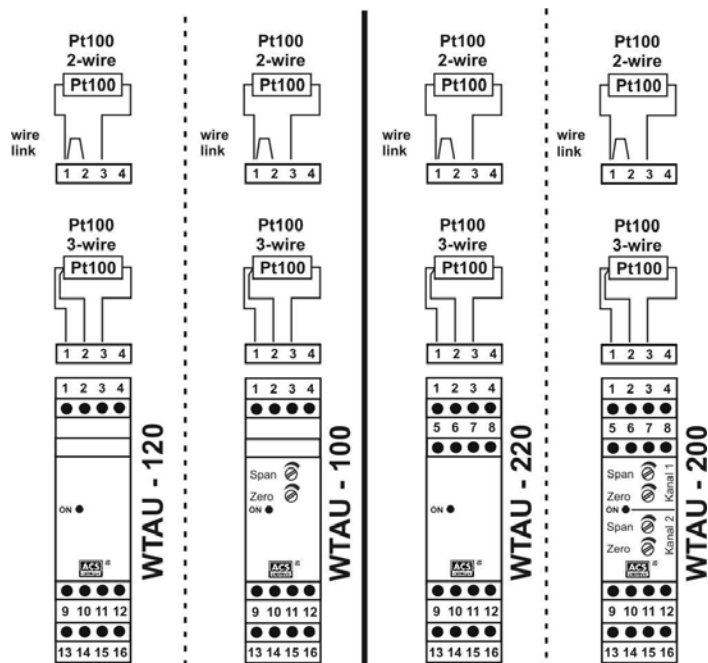 Pt100
2-wire
Pt100
wire
link
1 2 3 4
Pt100
3-wire
Pt100
1 2 3 4
1 2 3 4
ON
ACS
9 10 11 12
13 14 15 16
WTAU - 120
Pt100
2-wire
Pt100
wire
link
1 2 3 4
Pt100
3-wire
Pt100
1 2 3 4
1 2 3 4
Span
Zero
ON
ACS
9 10 11 12
13 14 15 16
WTAU - 100
Pt100
2-wire
Pt100
wire
link
1 2 3 4
Pt100
3-wire
Pt100
1 2 3 4
1 2 3 4
5 6 7 8
ON
ACS
9 10 11 12
13 14 15 16
WTAU - 220
Pt100
2-wire
Pt100
wire
link
1 2 3 4
Pt100
3-wire
Pt100
1 2 3 4
1 2 3 4
5 6 7 8
Span
Zero
Kanal 1
ON
Span
Zero
Kanal 2
ACS
9 10 11 12
13 14 15 16
WTAU - 200